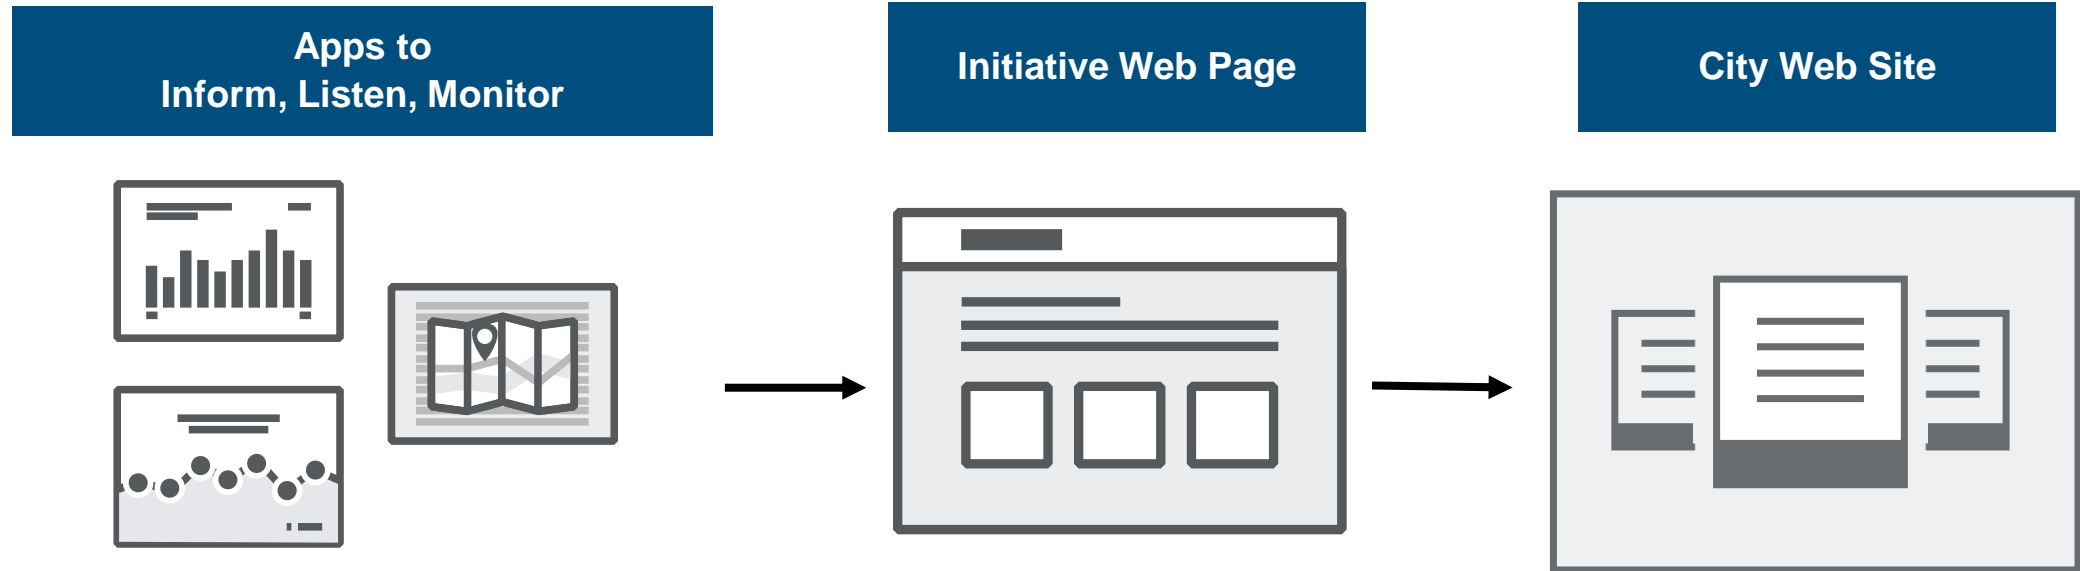 Apps to
Inform, Listen, Monitor
Initiative Web Page
City Web Site